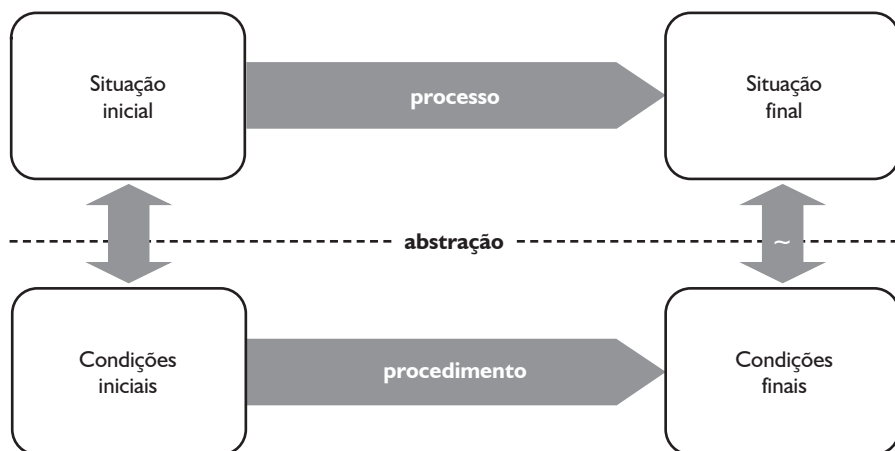 Situação
inicial
processo
Situação
final
abstração
~
Condições
iniciais
procedimento
Condições
finais